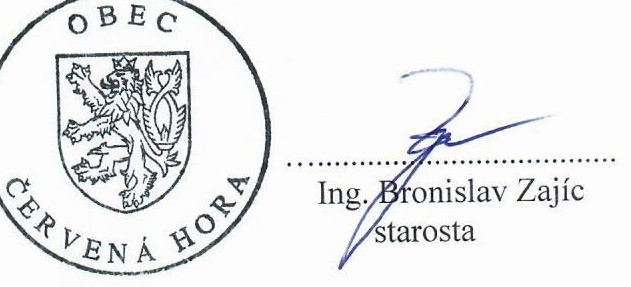 OBEC
ČERVENÁ HORA
................................................
Ing. Bronislav Zajíc
starosta